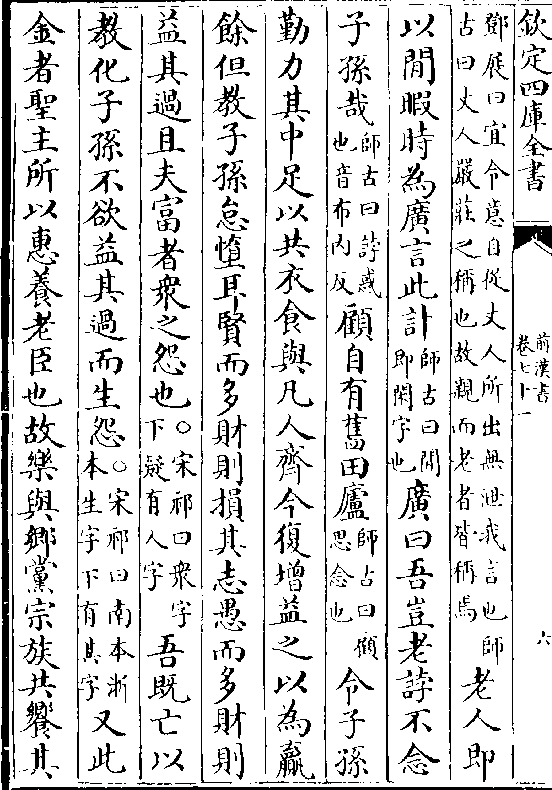 欽定四庫全書
前漢書
卷七十一
六
鄧展曰宜令意自從丈人所出無泄我言也師
古曰丈人嚴莊之稱也故親而老者皆稱焉
老人即
以閒暇時為廣言此計
師古曰閒
即閑字也
廣曰吾豈老誖不念
子孫哉
師古曰誖惑
也音布內反
顧自有舊田廬
師古曰顧
思念也
令子孫
勤力其中足以共衣食與凡人齊今復增益之以為贏
餘但教子孫怠墮耳賢而多財則損其志愚而多財則
益其過且夫富者衆之怨也
○宋祁曰衆字
下疑有人字
吾既亡以
教化子孫不欲益其過而生怨
○宋祁曰南本浙
本生字下有其字
又此
金者聖主所以惠養老臣也故樂與鄉黨宗族共饗其